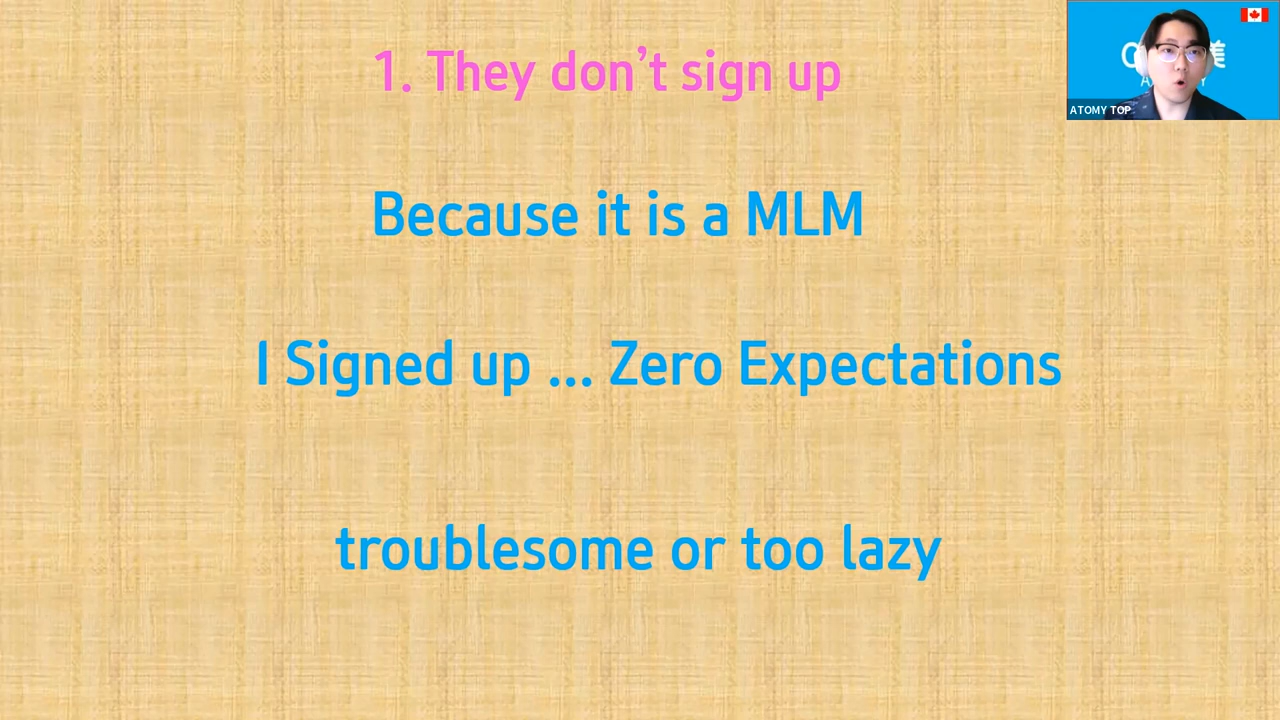 1. They don't sign up
Because it is a MLM
I Signed up ... Zero Expectations
troublesome or too lazy
ATOMY TOP